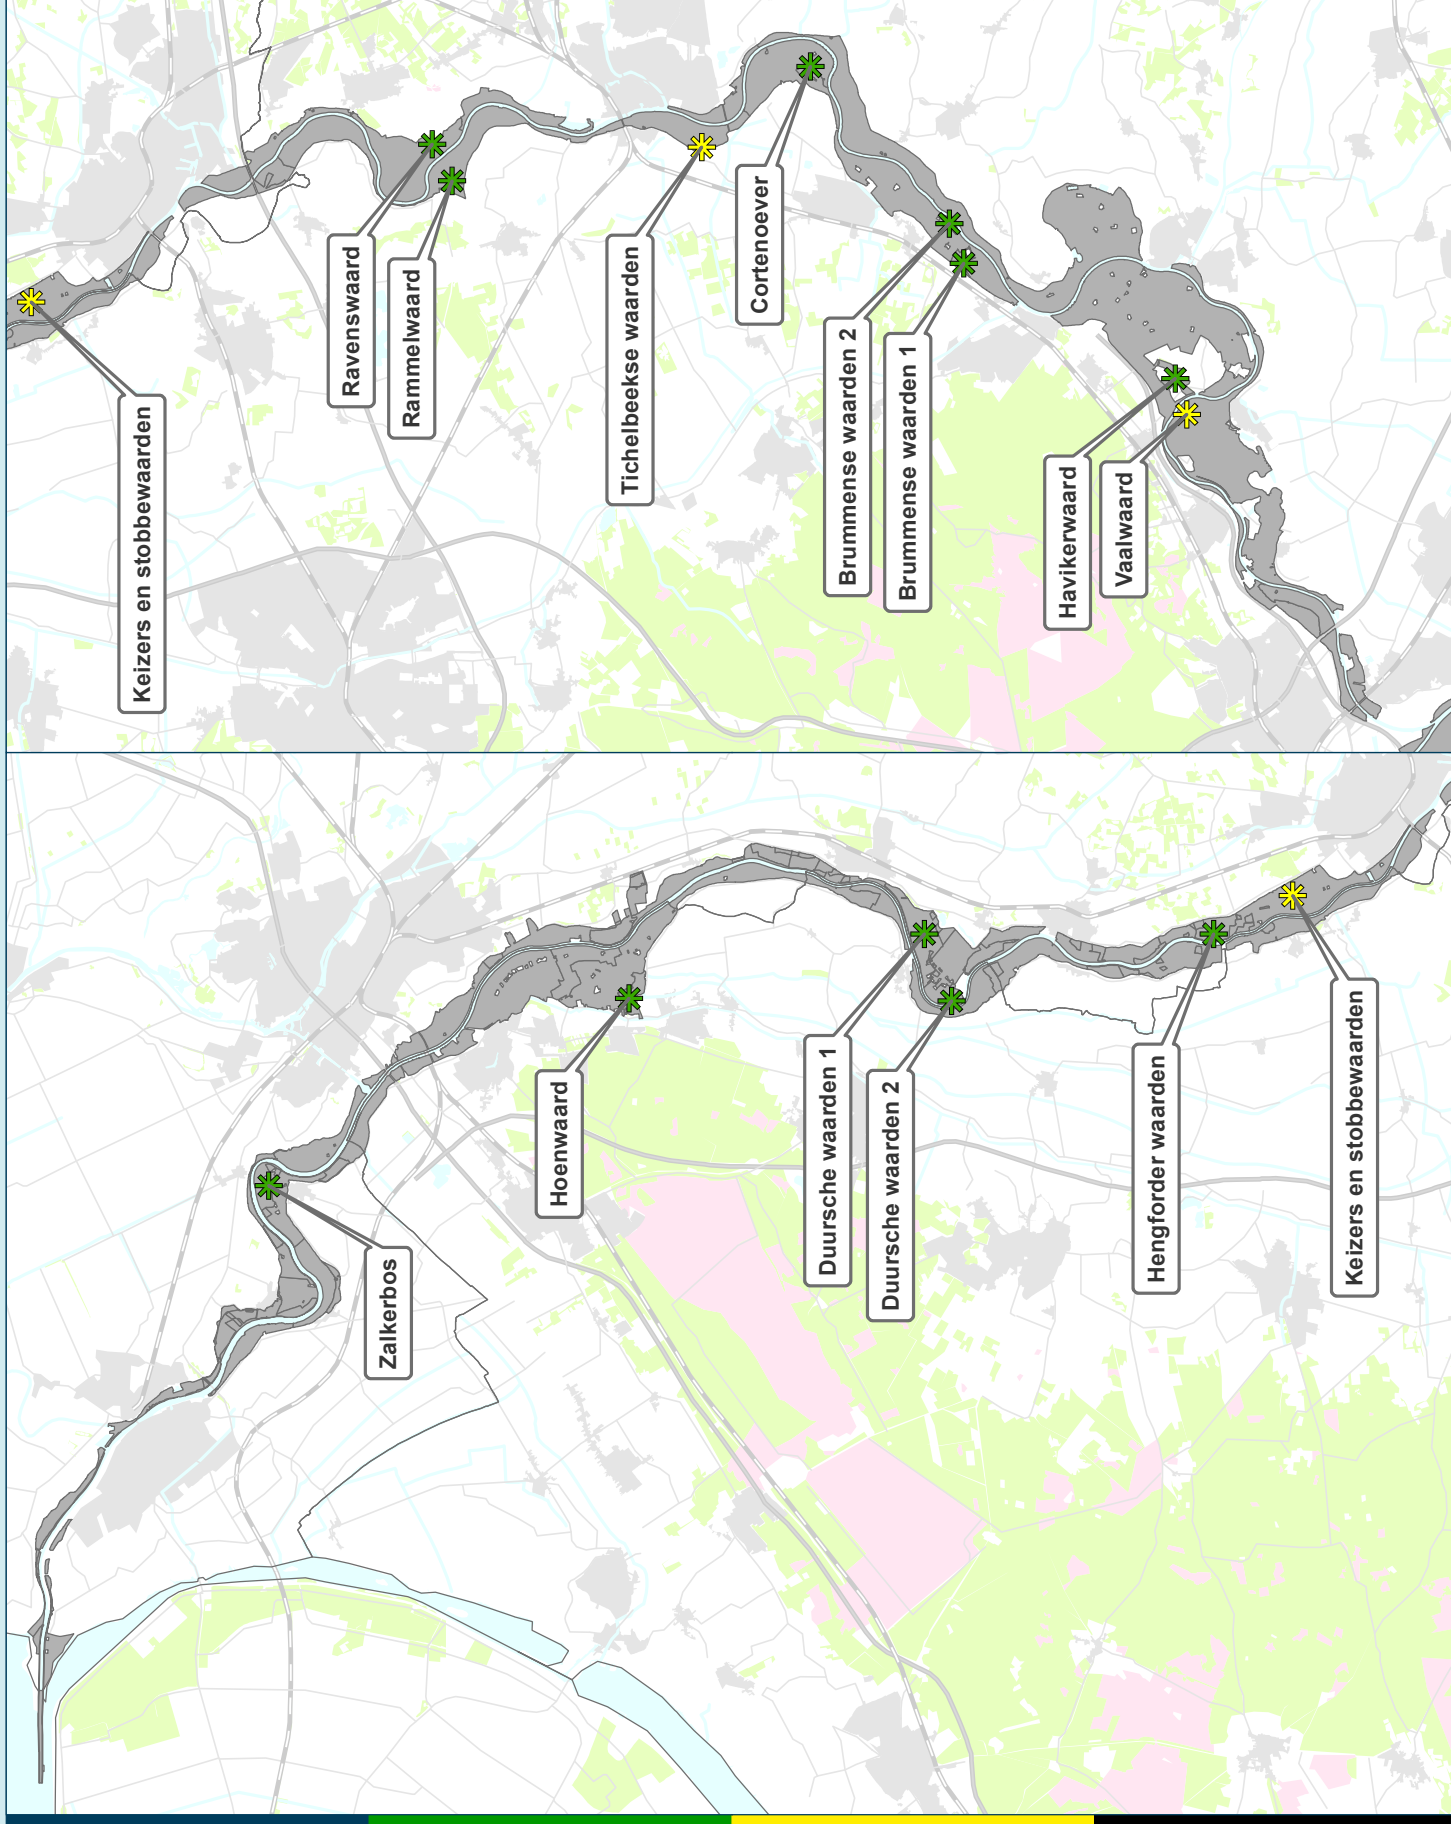 Keizers en stobbewaarden
Ravenswaard
Rammelwaard
Tichelbeekse waarden
Cortenoever
Brummense waarden 2
Brummense waarden 1
Havikerwaard
Vaalwaard
Zalkerbos
Hoenwaard
Duursche waarden 1
Duursche waarden 2
Hengforder waarden
Keizers en stobbewaarden